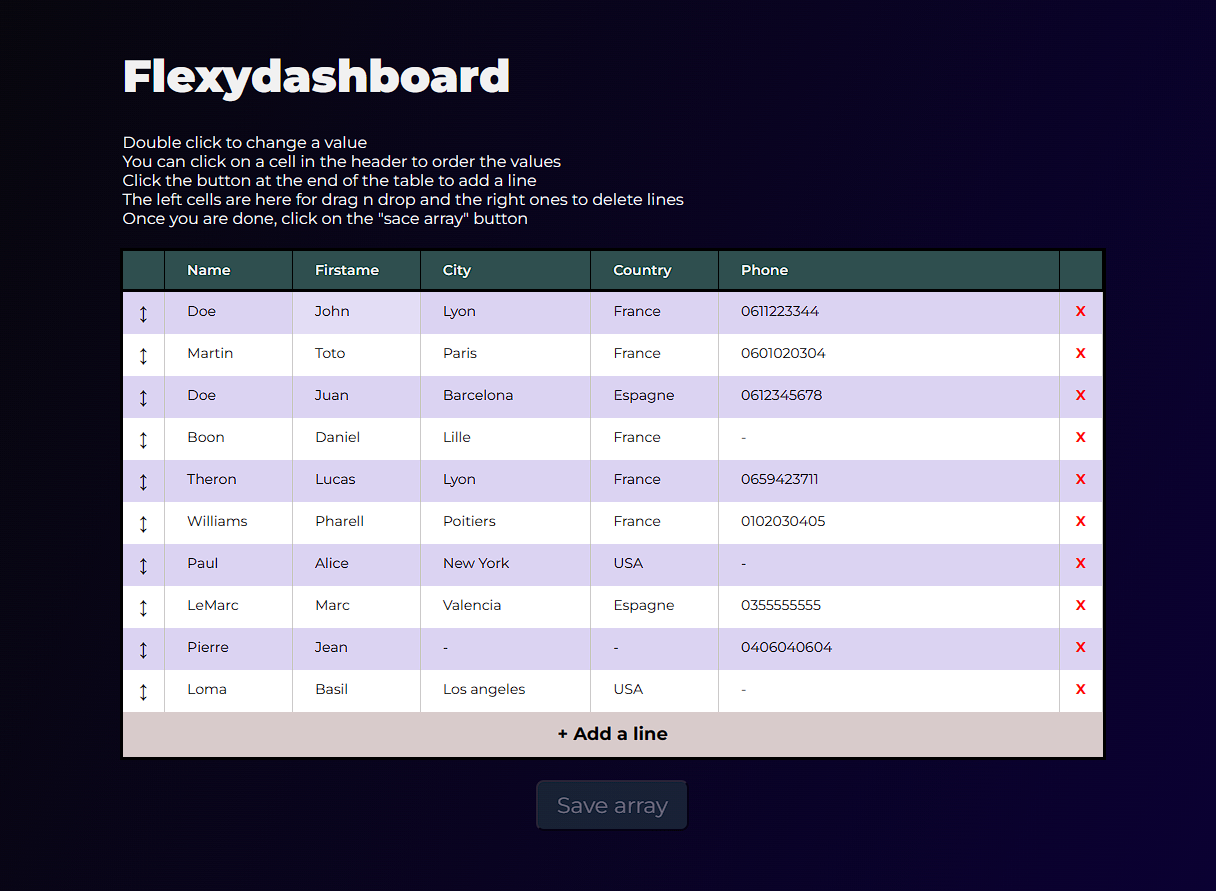 Flexydashboard
Double click to change a value
You can click on a cell in the header to order the values
Click the button at the end of the table to add a line
The left cells are here for drag n drop and the right ones to delete lines
Once you are done, click on the "sace array" button
Name Firstame City Country Phone
↕ Doe John Lyon France 0611223344 X
↕ Martin Toto Paris France 0601020304 X
↕ Doe Juan Barcelona Espagne 0612345678 X
↕ Boon Daniel Lille France - X
↕ Theron Lucas Lyon France 0659423711 X
↕ Williams Pharell Poitiers France 0102030405 X
↕ Paul Alice New York USA - X
↕ LeMarc Marc Valencia Espagne 0355555555 X
↕ Pierre Jean - - 0406040604 X
↕ Loma Basil Los angeles USA - X
+ Add a line
Save array